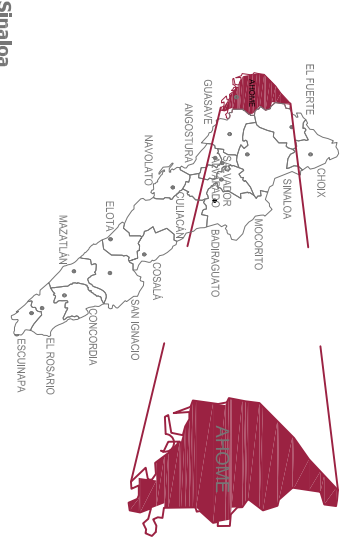 Sinaloa
EL FUERTE
CHOIX
AHOME
GUASAVE
SINALOA
ANGOSTURA
SALVADOR
ALVARADO
MOCORITO
NAVOLATO
CULIACÁN
BADIRAGUATO
ELOTA
COSALÁ
MAZATLÁN
SAN IGNACIO
CONCORDIA
EL ROSARIO
ESCUINAPA
AHOME